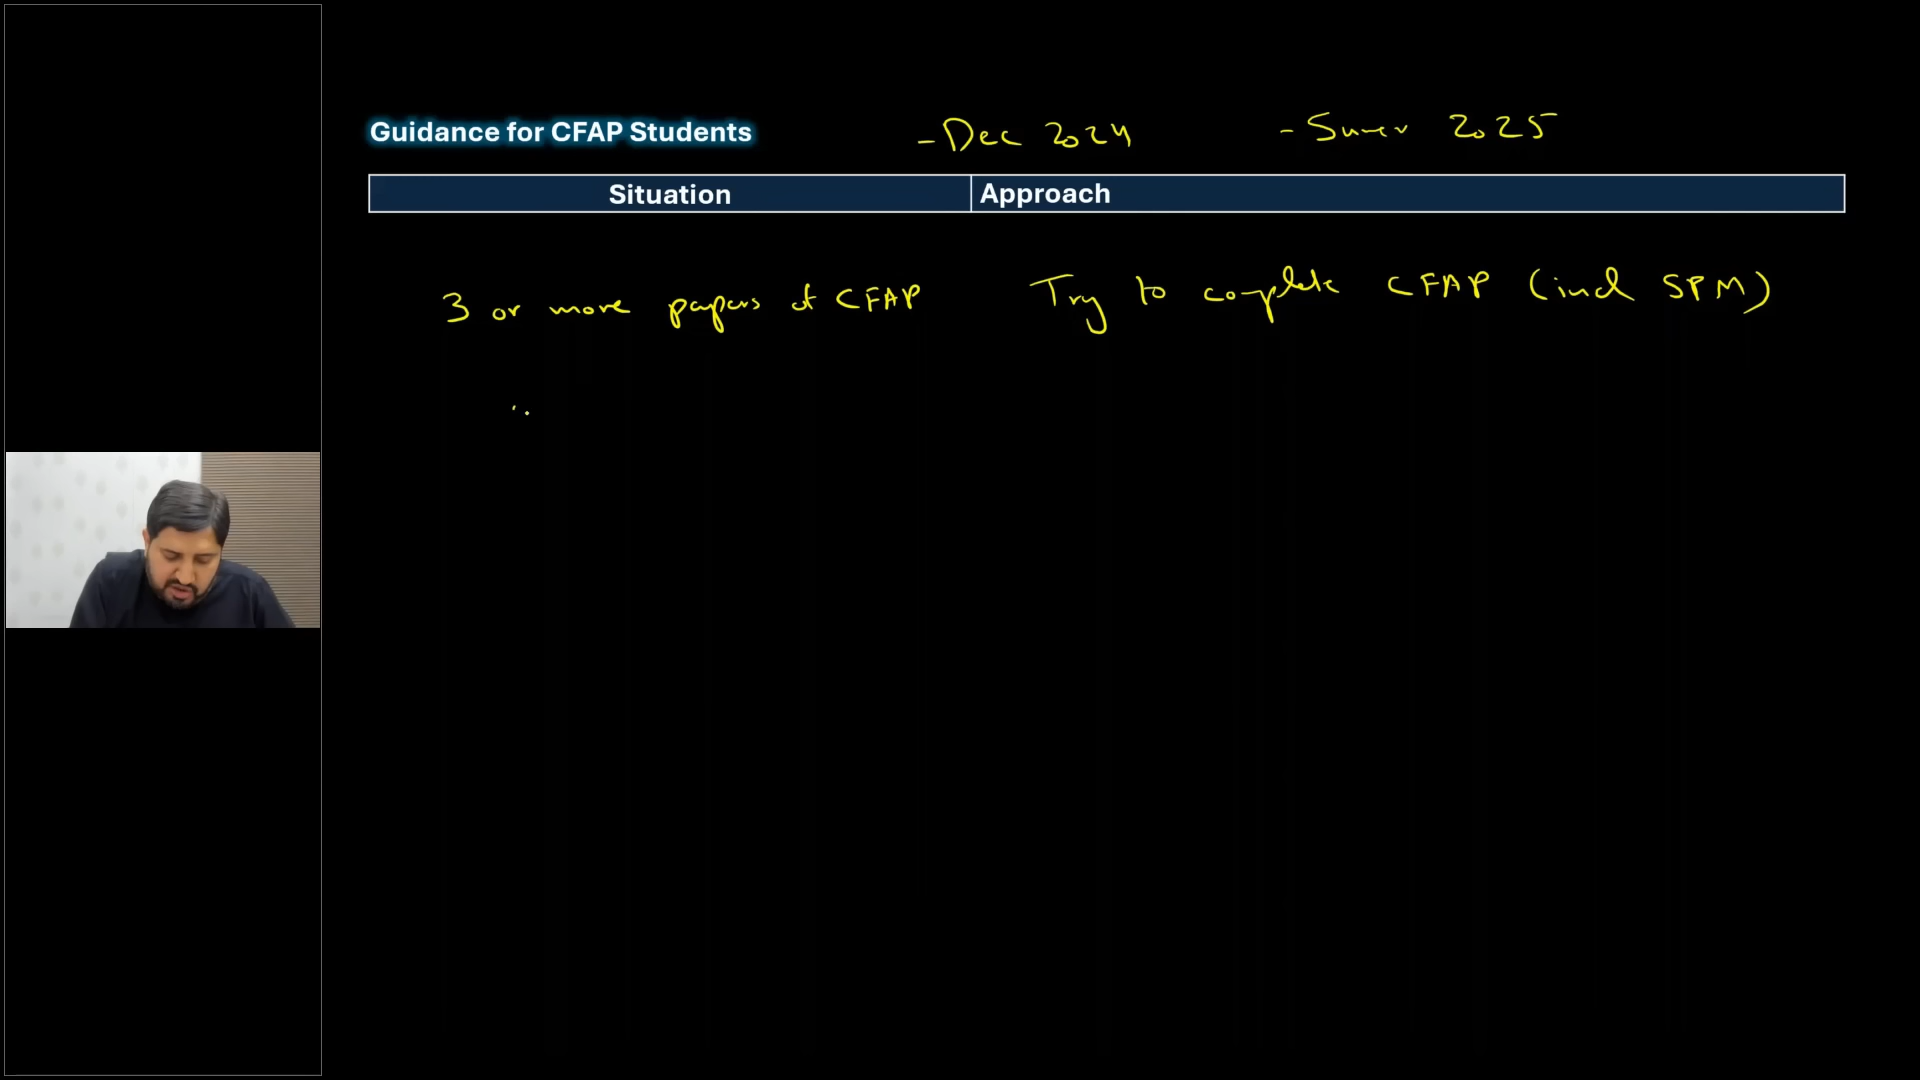 Guidance for CFAP Students - Dec 2024 - Summer 2025
Situation Approach
3 or more papers of CFAP Try to complete CFAP (incl SPM)